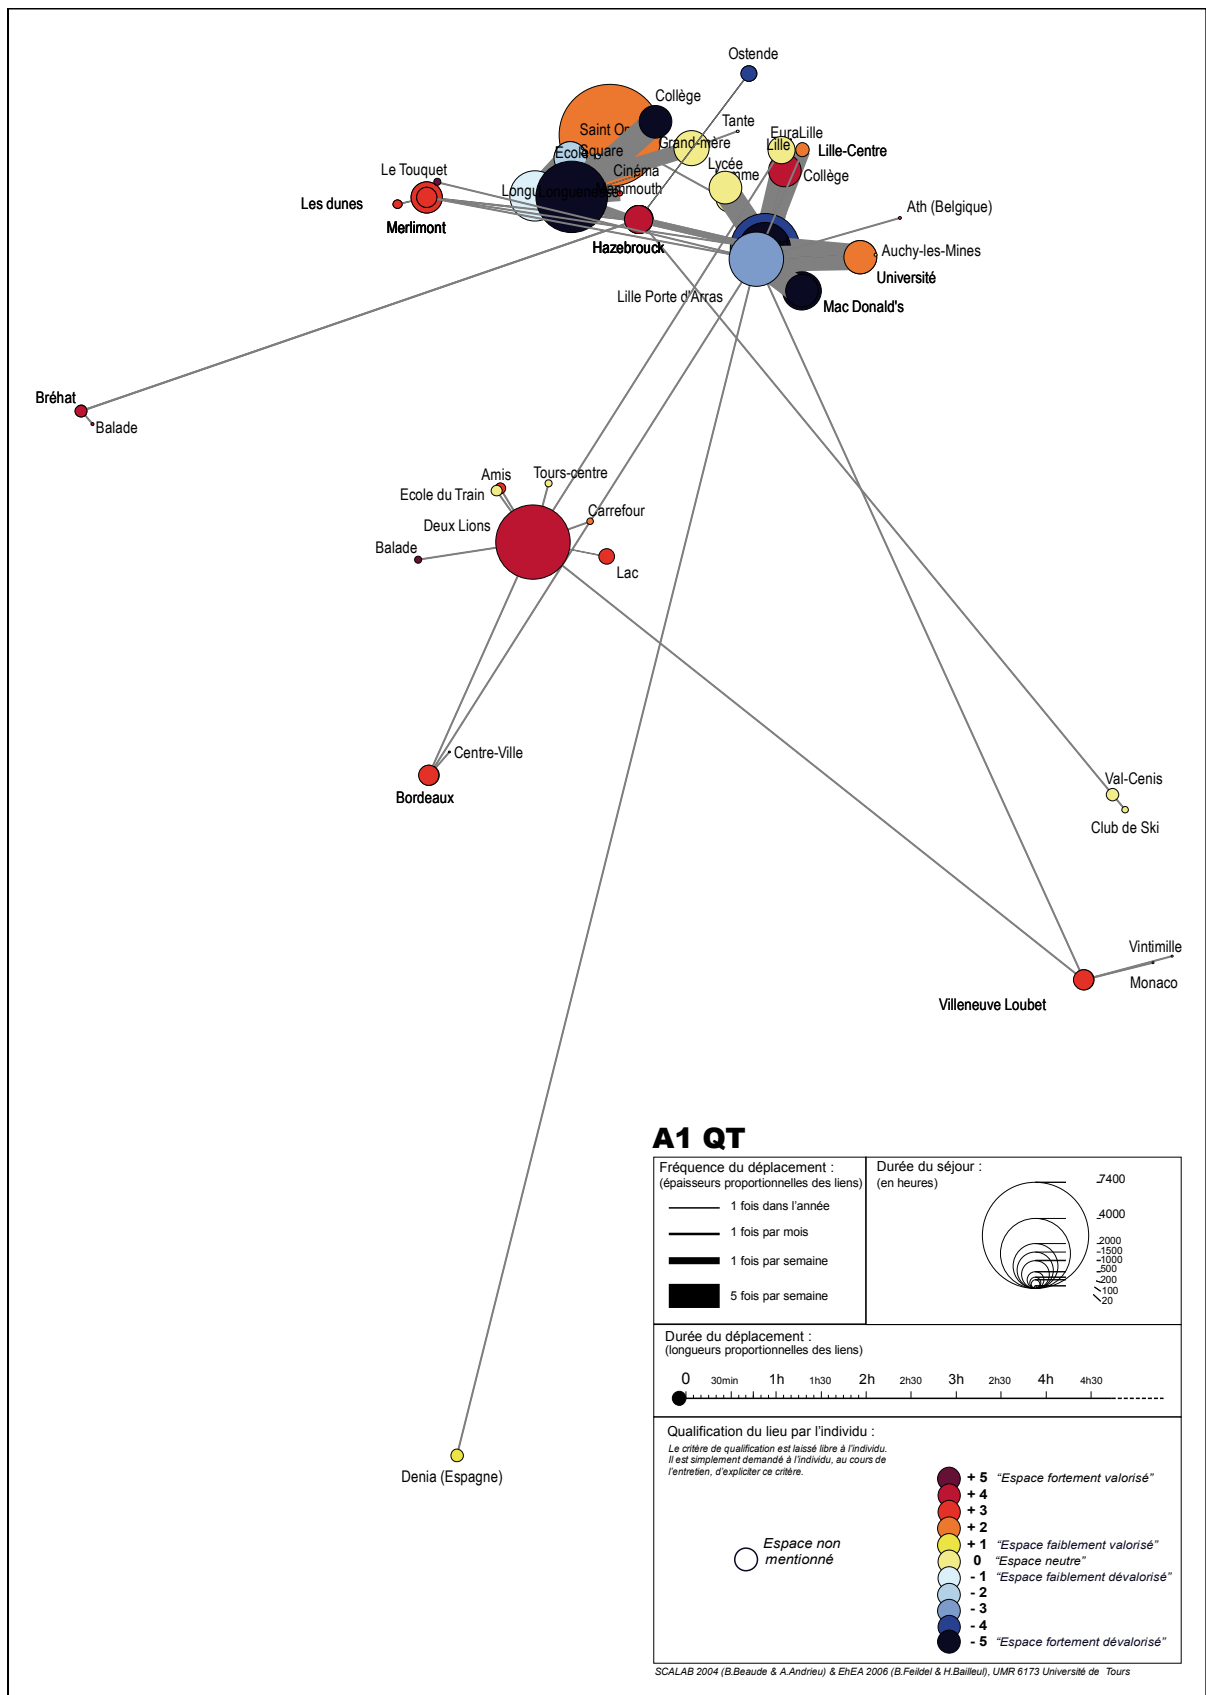 Ostende
Collège
Tante
EuraLille
Saint O
Square
Grand-mère
Lille
Lille-Centre
Ecole
Cinéma
Lycée
Collège
Le Touquet
Longuenesse
Mammouth
Les dunes
Merlimont
Hazebrouck
Ath (Belgique)
Auchy-les-Mines
Université
Lille Porte d'Arras
Mac Donald's
Bréhat
Balade
Amis
Tours-centre
Ecole du Train
Carrefour
Deux Lions
Balade
Lac
Centre-Ville
Bordeaux
Val-Cenis
Club de Ski
Vintimille
Monaco
Villeneuve Loubet
Denia (Espagne)
A1 QT
Fréquence du déplacement :
(épaisseurs proportionnelles des liens)
1 fois dans l'année
1 fois par mois
1 fois par semaine
5 fois par semaine
Durée du séjour :
(en heures)
7400
4000
2000
1500
1000
500
200
100
20
Durée du déplacement :
(longueurs proportionnelles des liens)
0 30min 1h 1h30 2h 2h30 3h 2h30 4h 4h30
Qualification du lieu par l'individu :
Le critère de qualification est laissé libre à l'individu.
Il est simplement demandé à l'individu, au cours de
l'entretien, d'expliciter ce critère.
Espace non
mentionné
+ 5 "Espace fortement valorisé"
+ 4
+ 3
+ 2
+ 1 "Espace faiblement valorisé"
0 "Espace neutre"
- 1 "Espace faiblement dévalorisé"
- 2
- 3
- 4
- 5 "Espace fortement dévalorisé"
SCALAB 2004 (B.Beaude & A.Andrieu) & EhEA 2006 (B.Feildel & H.Bailleul), UMR 6173 Université de Tours